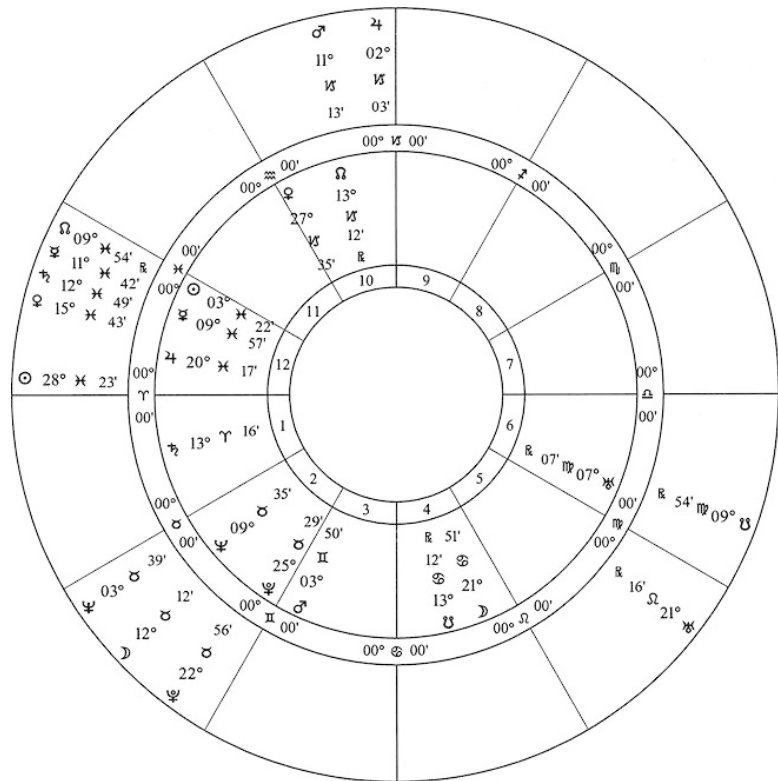 ♂ 11° ♑ 13'
♃ 02° ♑ 03'
00° ♑ 00'
00° ♒ 00'
00° ♐ 00'
♀ 27° ♑ 35'
☊ 13° ♑ 12' ℞
☊ 09° ♓ 54' ℞
☿ 11° ♓ 42'
♄ 12° ♓ 49'
♀ 15° ♓ 43'
00° ♓ 00'
☉ 03° ♓ 22'
☿ 09° ♓ 57'
♃ 20° ♓ 17'
00° ♏ 00'
10
9
11
8
12
7
☉ 28° ♓ 23'
00° ♈ 00'
00° ♎ 00'
♄ 13° ♈ 16'
1
6
2
5
3
4
℞ 07' ♍ 07° ♅
℞ 54' ♍ 09° ☋
00° ♉ 00'
00° ♍ 00'
♆ 09° ♉ 35'
♇ 25° ♉ 29'
♂ 03° ♊ 50'
℞ 12' ♋ 13° ☋
51' ♋ 21° ☽
℞ 16' ♌ 21° ♅
♆ 03° ♉ 39'
☽ 12° ♉ 12'
♇ 22° ♉ 56'
00° ♊ 00'
00° ♌ 00'
00° ♋ 00'